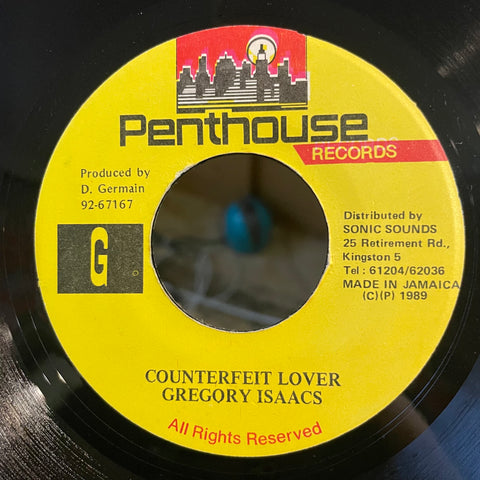 Penthouse
RECORDS
Produced by
D. Germain
92-67167
G
Distributed by
SONIC SOUNDS
25 Retirement Rd.,
Kingston 5
Tel : 61204/62036
MADE IN JAMAICA
(C)(P) 1989
COUNTERFEIT LOVER
GREGORY ISAACS
All Rights Reserved